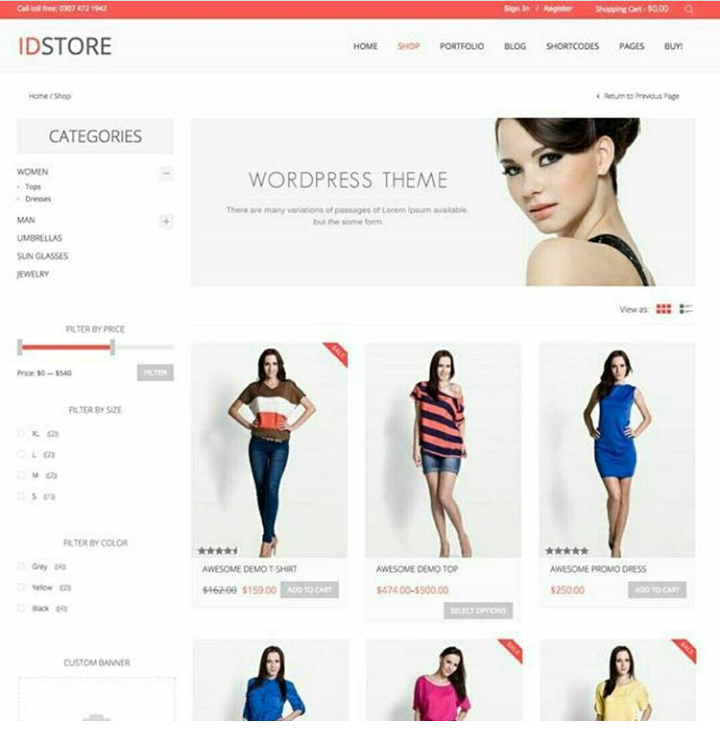 Call toll free: 0307 472 1942
Sign In / Register
Shopping Cart - $0.00
IDSTORE
HOME SHOP PORTFOLIO BLOG SHORTCODES PAGES BUY!
Home / Shop
Return to Previous Page
CATEGORIES
WOMEN
Tops
Dresses
MAN
UMBRELLAS
SUN GLASSES
JEWELRY
WORDPRESS THEME
There are many variations of passages of Lorem Ipsum available,
but the some form.
View as:
FILTER BY PRICE
Price: $0 — $540
FILTER
FILTER BY SIZE
XL (2)
L (2)
M (2)
S (1)
FILTER BY COLOR
Grey (4)
Yellow (2)
Black (4)
CUSTOM BANNER
SALE
AWESOME DEMO T-SHIRT
$162.00 $159.00 ADD TO CART
AWESOME DEMO TOP
$474.00–$500.00
SELECT OPTIONS
AWESOME PROMO DRESS
$250.00 ADD TO CART
SALE
SALE